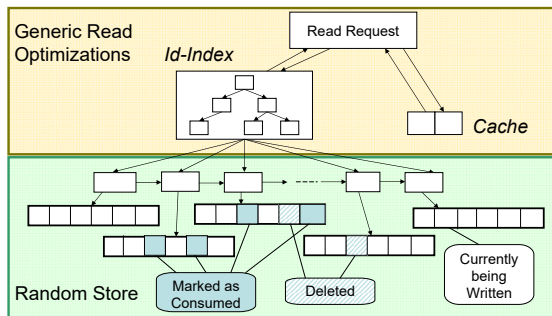 Generic Read
Optimizations
Id-Index
Read Request
Cache
Currently
being
Written
Marked as
Consumed
Deleted
Random Store